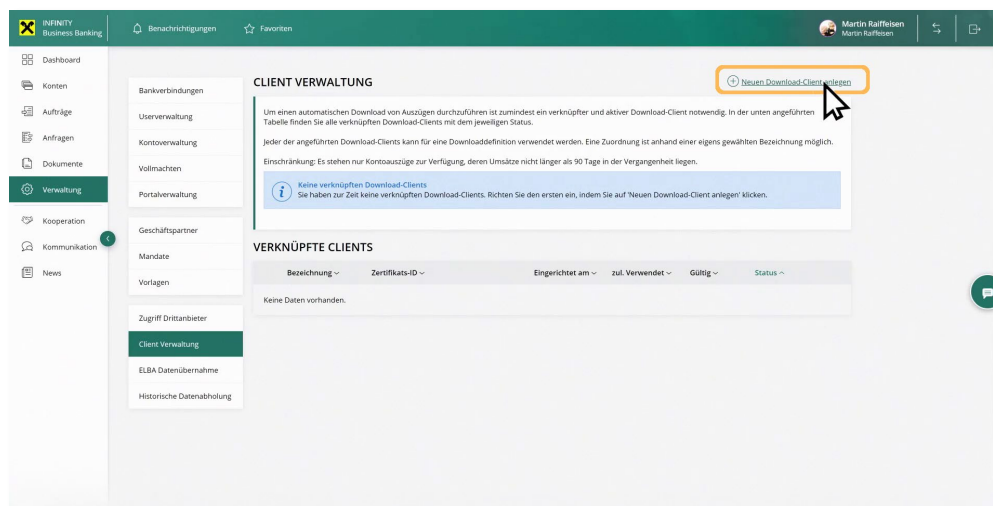 INFINITY
Business Banking
Benachrichtigungen
Favoriten
Martin Raiffeisen
Martin Raiffeisen
Dashboard
Konten
Aufträge
Anfragen
Dokumente
Verwaltung
Kooperation
Kommunikation
News
Bankverbindungen
Userverwaltung
Kontoverwaltung
Vollmachten
Portalverwaltung
Geschäftspartner
Mandate
Vorlagen
Zugriff Drittanbieter
Client Verwaltung
ELBA Datenübernahme
Historische Datenabholung
CLIENT VERWALTUNG
Neuen Download-Client anlegen
Um einen automatischen Download von Auszügen durchzuführen ist zumindest ein verknüpfter und aktiver Download-Client notwendig. In der unten angeführten
Tabelle finden Sie alle verknüpften Download-Clients mit dem jeweiligen Status.
Jeder der angeführten Download-Clients kann für eine Downloaddefinition verwendet werden. Eine Zuordnung ist anhand einer eigens gewählten Bezeichnung möglich.
Einschränkung: Es stehen nur Kontoauszüge zur Verfügung, deren Umsätze nicht länger als 90 Tage in der Vergangenheit liegen.
Keine verknüpften Download-Clients
Sie haben zur Zeit keine verknüpften Download-Clients. Richten Sie den ersten ein, indem Sie auf 'Neuen Download-Client anlegen' klicken.
VERKNÜPFTE CLIENTS
Bezeichnung Zertifikats-ID Eingerichtet am zul. Verwendet Gültig Status
Keine Daten vorhanden.